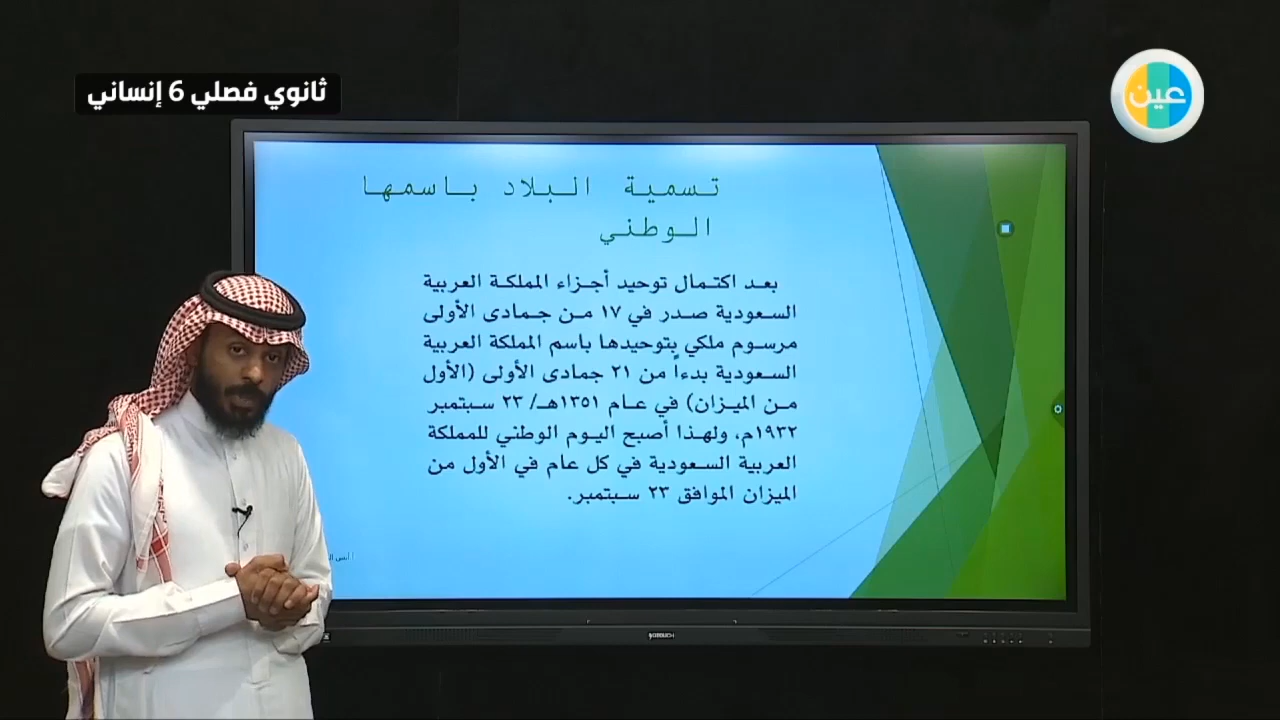 ثانوي فصلي 6 إنساني
عين
تسمية البلاد باسمها
الوطني
بعد اكتمال توحيد أجزاء المملكة العربية
السعودية صدر في ١٧ من جمادى الأولى
مرسوم ملكي بتوحيدها باسم المملكة العربية
السعودية بدءاً من ٢١ جمادى الأولى (الأول
من الميزان) في عام ١٣٥١هـ/ ٢٣ سبتمبر
١٩٣٢م، ولهذا أصبح اليوم الوطني للمملكة
العربية السعودية في كل عام في الأول من
الميزان الموافق ٢٣ سبتمبر.